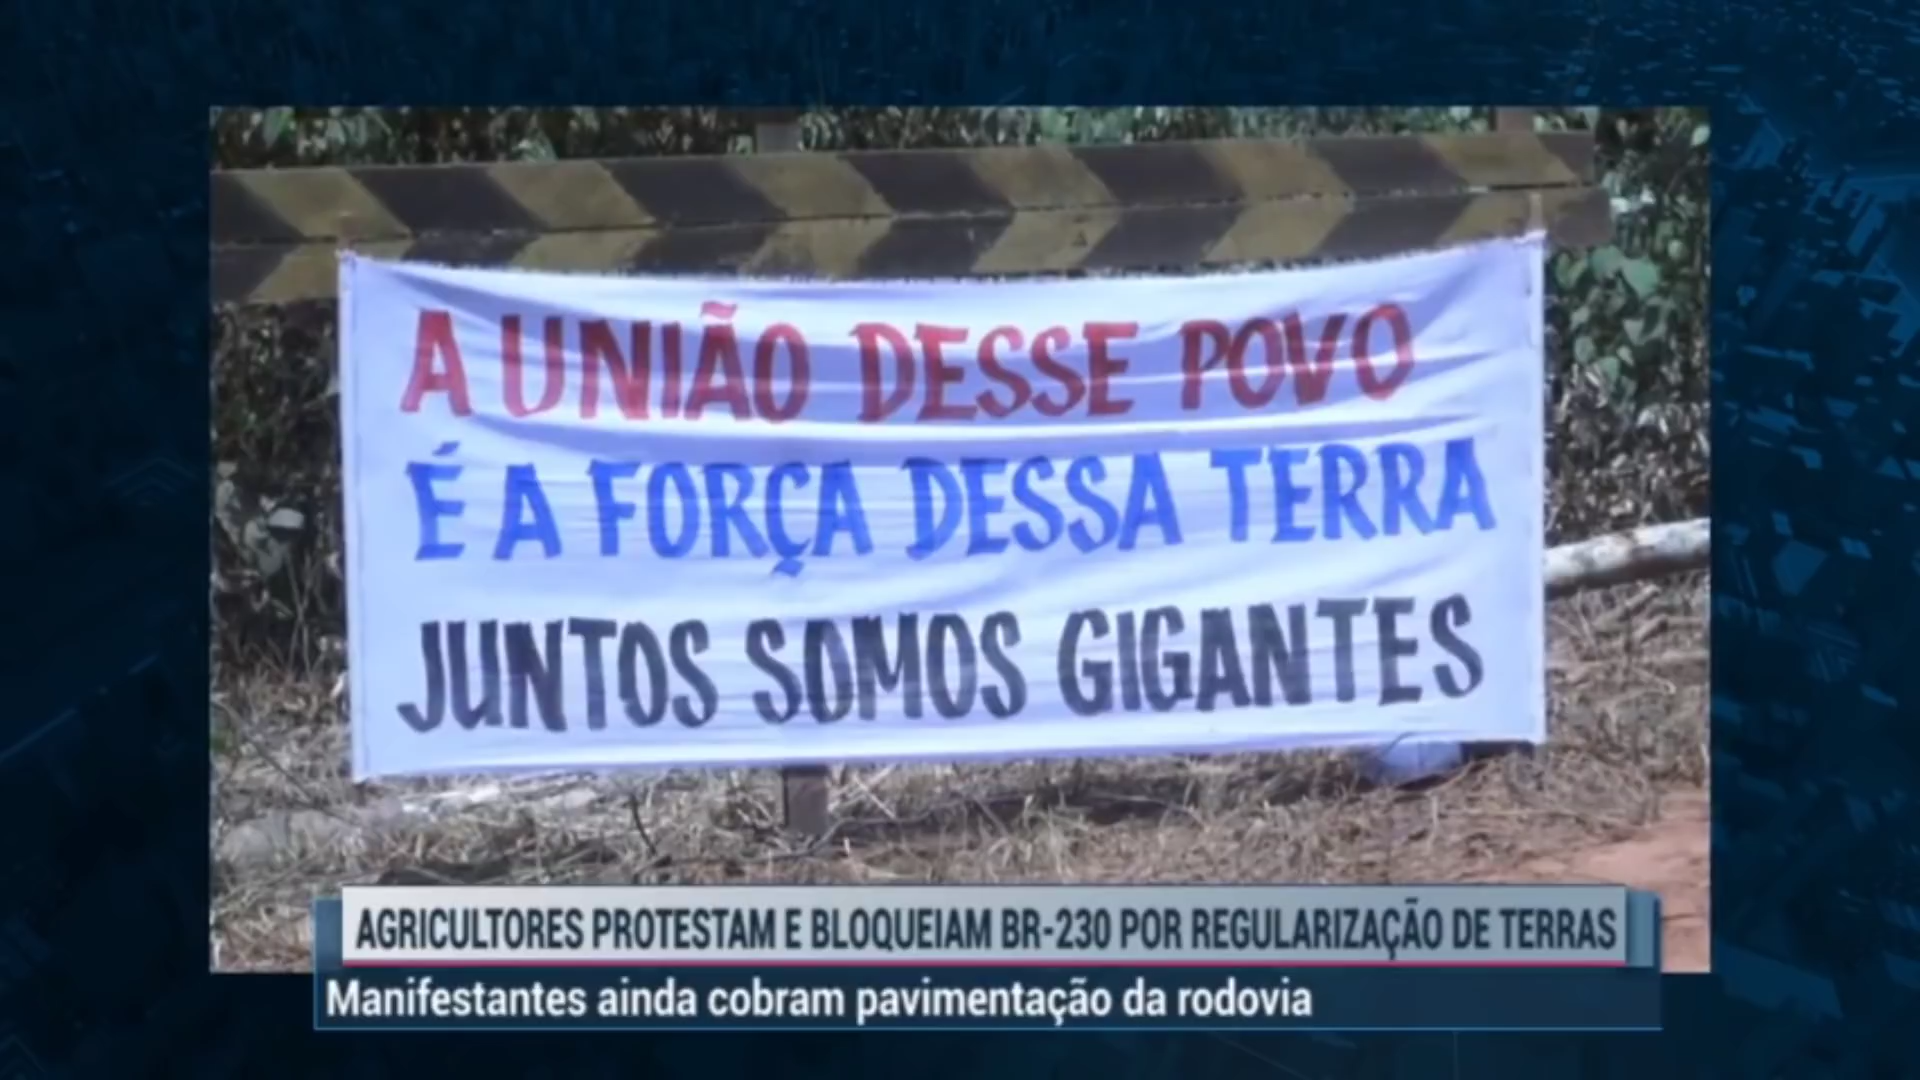 A UNIÃO DESSE POVO
É A FORÇA DESSA TERRA
JUNTOS SOMOS GIGANTES
AGRICULTORES PROTESTAM E BLOQUEIAM BR-230 POR REGULARIZAÇÃO DE TERRAS
Manifestantes ainda cobram pavimentação da rodovia